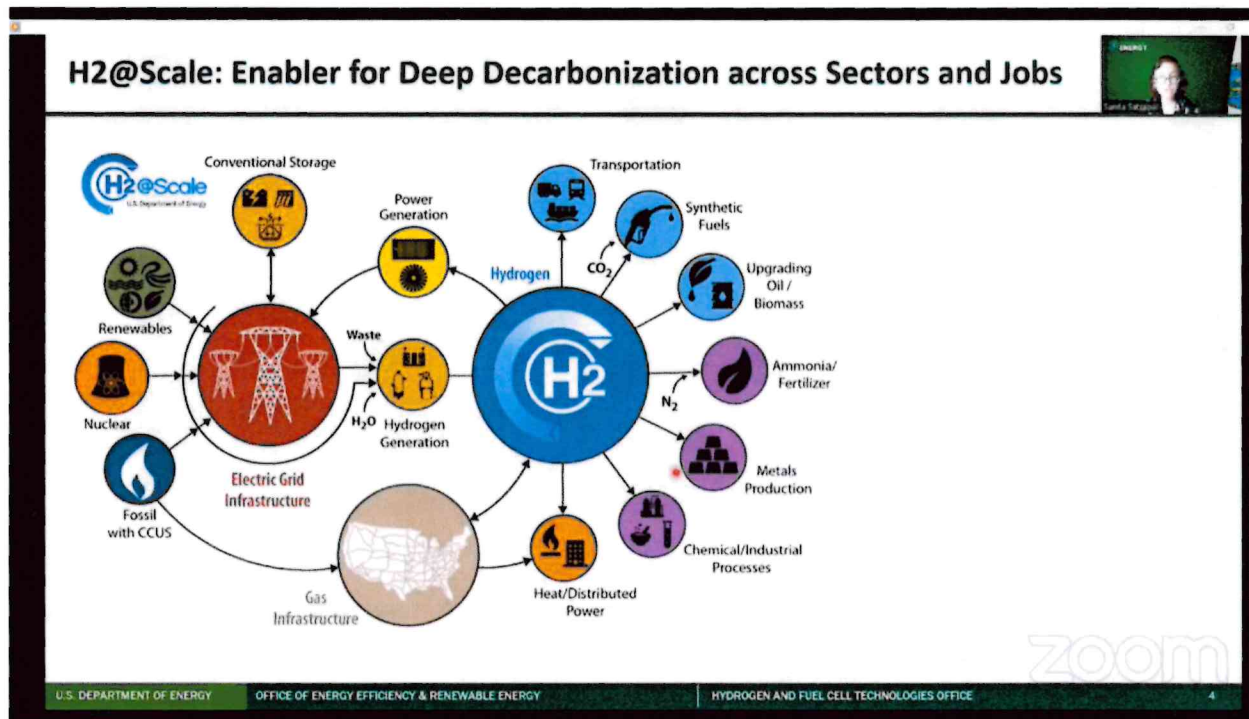 H2@Scale: Enabler for Deep Decarbonization across Sectors and Jobs
ENERGY
H2@Scale
U.S. Department of Energy
Conventional Storage
Power
Generation
Renewables
Nuclear
Fossil
with CCUS
Electric Grid
Infrastructure
Waste
H2O
Hydrogen
Generation
Gas
Infrastructure
Hydrogen
H2
Transportation
CO2
Synthetic
Fuels
Upgrading
Oil /
Biomass
N2
Ammonia/
Fertilizer
Metals
Production
Chemical/Industrial
Processes
Heat/Distributed
Power
zoom
U.S. DEPARTMENT OF ENERGY
OFFICE OF ENERGY EFFICIENCY & RENEWABLE ENERGY
HYDROGEN AND FUEL CELL TECHNOLOGIES OFFICE
4